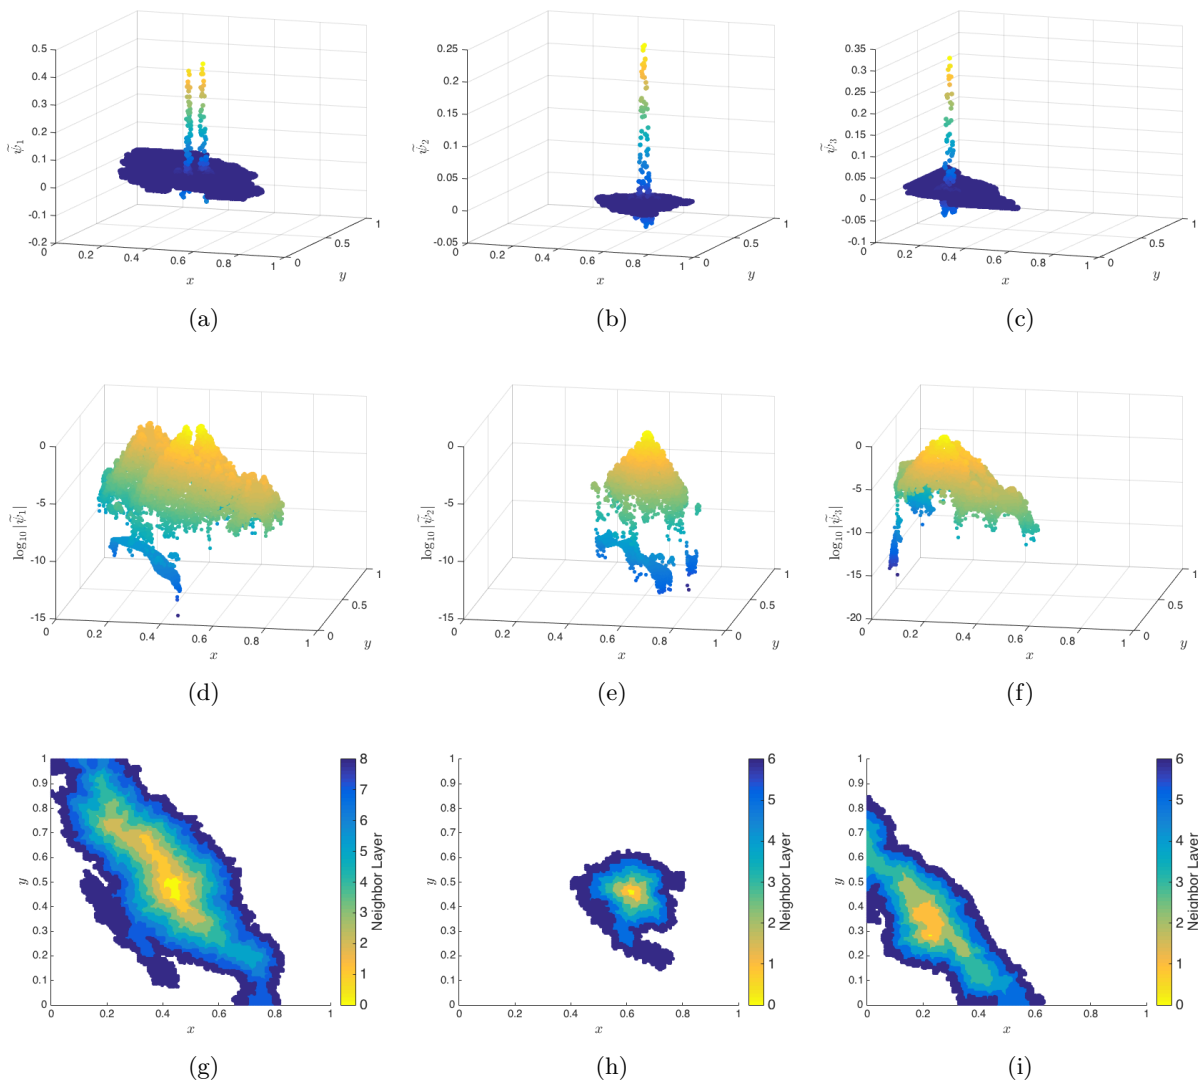 0.5
0.4
0.3
0.2
0.1
0
-0.1
-0.2
ψ̃₁
0 0.2 0.4 0.6 0.8 1
x
0 0.5 1
y
(a)
0.25
0.2
0.15
0.1
0.05
0
-0.05
ψ̃₂
0 0.2 0.4 0.6 0.8 1
x
0 0.5 1
y
(b)
0.35
0.3
0.25
0.2
0.15
0.1
0.05
0
-0.05
-0.1
ψ̃₃
0 0.2 0.4 0.6 0.8 1
x
0 0.5 1
y
(c)
0
-5
-10
-15
log₁₀ |ψ̃₁|
0 0.2 0.4 0.6 0.8 1
x
0 0.5 1
y
(d)
0
-5
-10
-15
log₁₀ |ψ̃₂|
0 0.2 0.4 0.6 0.8 1
x
0 0.5 1
y
(e)
0
-5
-10
-15
-20
log₁₀ |ψ̃₃|
0 0.2 0.4 0.6 0.8 1
x
0 0.5 1
y
(f)
1
0.9
0.8
0.7
0.6
0.5
0.4
0.3
0.2
0.1
0
y
0 0.2 0.4 0.6 0.8 1
x
8
7
6
5
4
3
2
1
0
Neighbor Layer
(g)
1
0.9
0.8
0.7
0.6
0.5
0.4
0.3
0.2
0.1
0
y
0 0.2 0.4 0.6 0.8 1
x
6
5
4
3
2
1
0
Neighbor Layer
(h)
1
0.9
0.8
0.7
0.6
0.5
0.4
0.3
0.2
0.1
0
y
0 0.2 0.4 0.6 0.8 1
x
6
5
4
3
2
1
0
Neighbor Layer
(i)